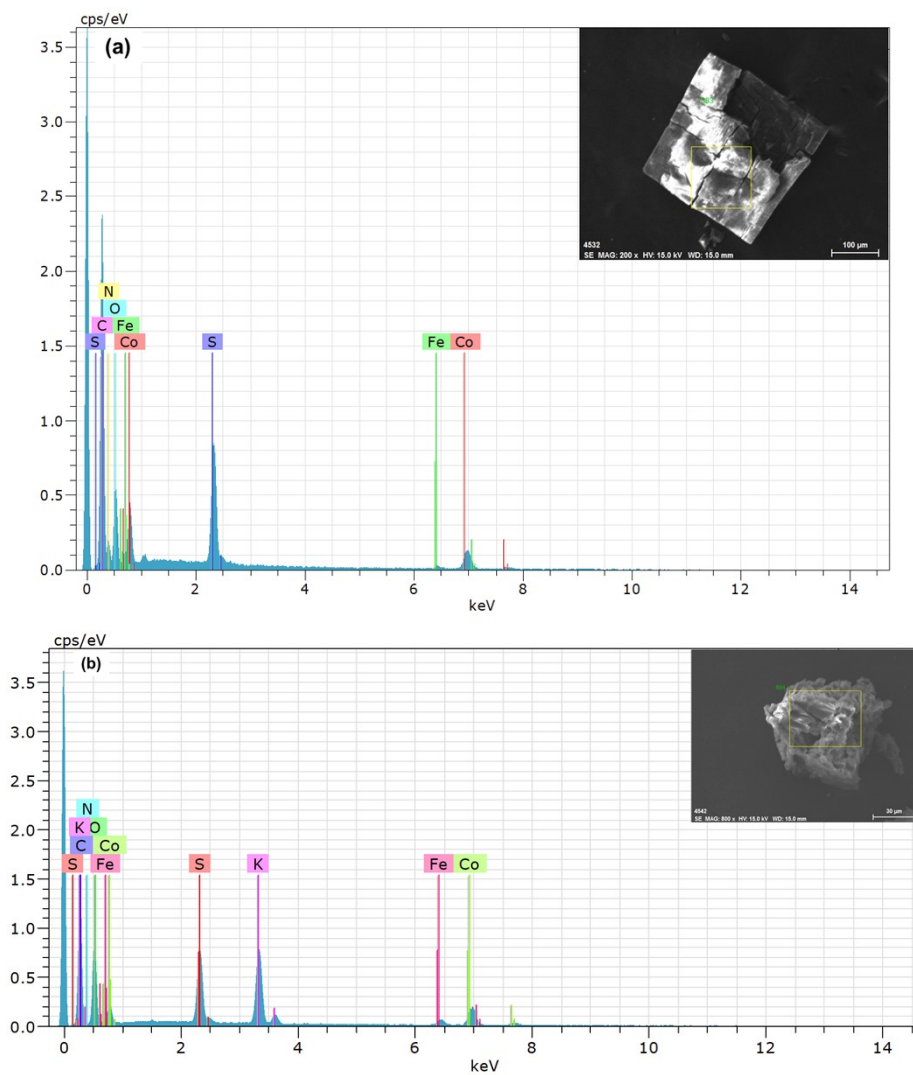 cps/eV
(a)
3.5
3.0
2.5
2.0
1.5
1.0
0.5
0.0
N
O
C Fe
S Co
S
Fe Co
4532
SE MAG: 200 x HV: 15.0 kV WD: 15.0 mm
100 µm
0 2 4 6 8 10 12 14
keV
cps/eV
(b)
3.5
3.0
2.5
2.0
1.5
1.0
0.5
0.0
N
K O
C Co
S Fe
S
K
Fe Co
4542
SE MAG: 800 x HV: 15.0 kV WD: 15.0 mm
30 µm
0 2 4 6 8 10 12 14
keV